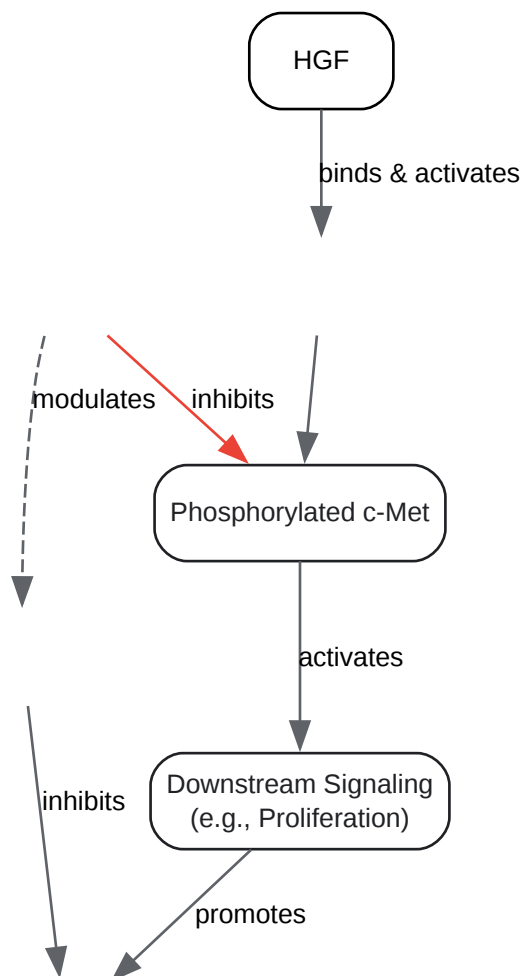 HGF
binds & activates
modulates
inhibits
Phosphorylated c-Met
activates
Downstream Signaling
(e.g., Proliferation)
inhibits
promotes